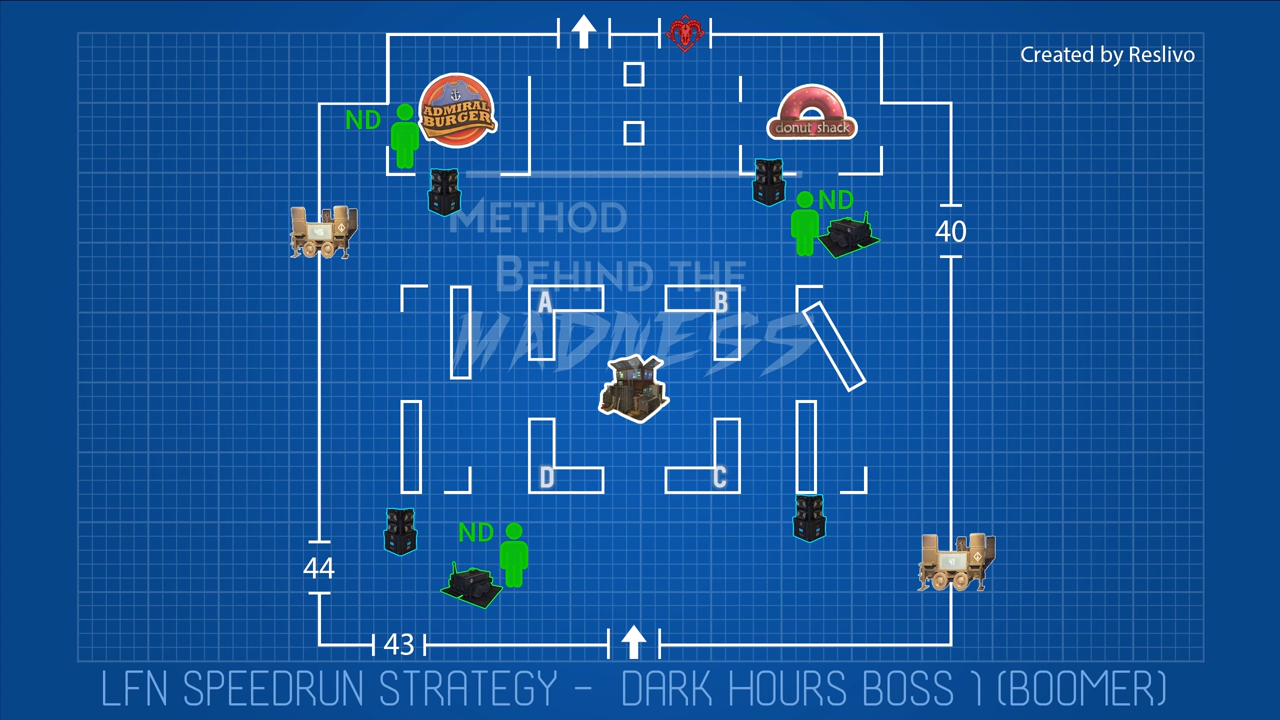 Created by Reslivo
ND
ADMIRAL
BURGER
donut shack
ND
METHOD
40
BEHIND THE
A
B
MADNESS
D
C
ND
44
43
LFN SPEEDRUN STRATEGY - DARK HOURS BOSS 1 (BOOMER)